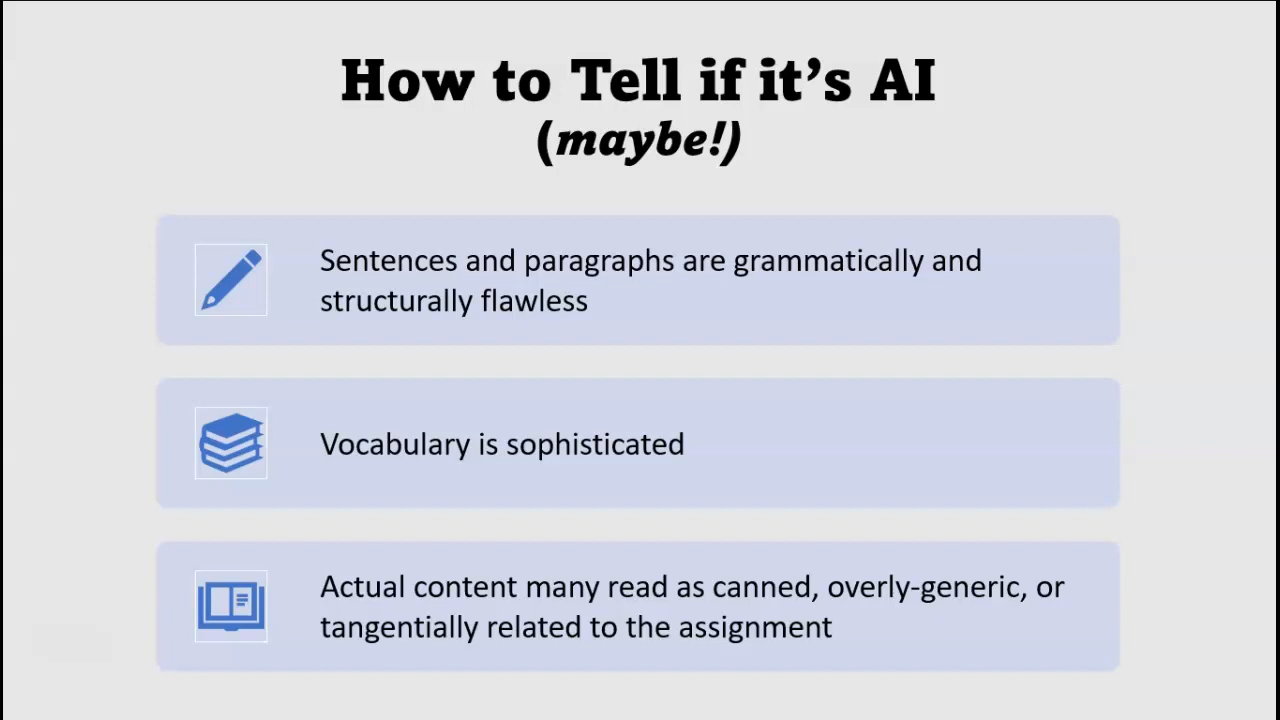 How to Tell if it's AI
(maybe!)
Sentences and paragraphs are grammatically and
structurally flawless
Vocabulary is sophisticated
Actual content many read as canned, overly-generic, or
tangentially related to the assignment